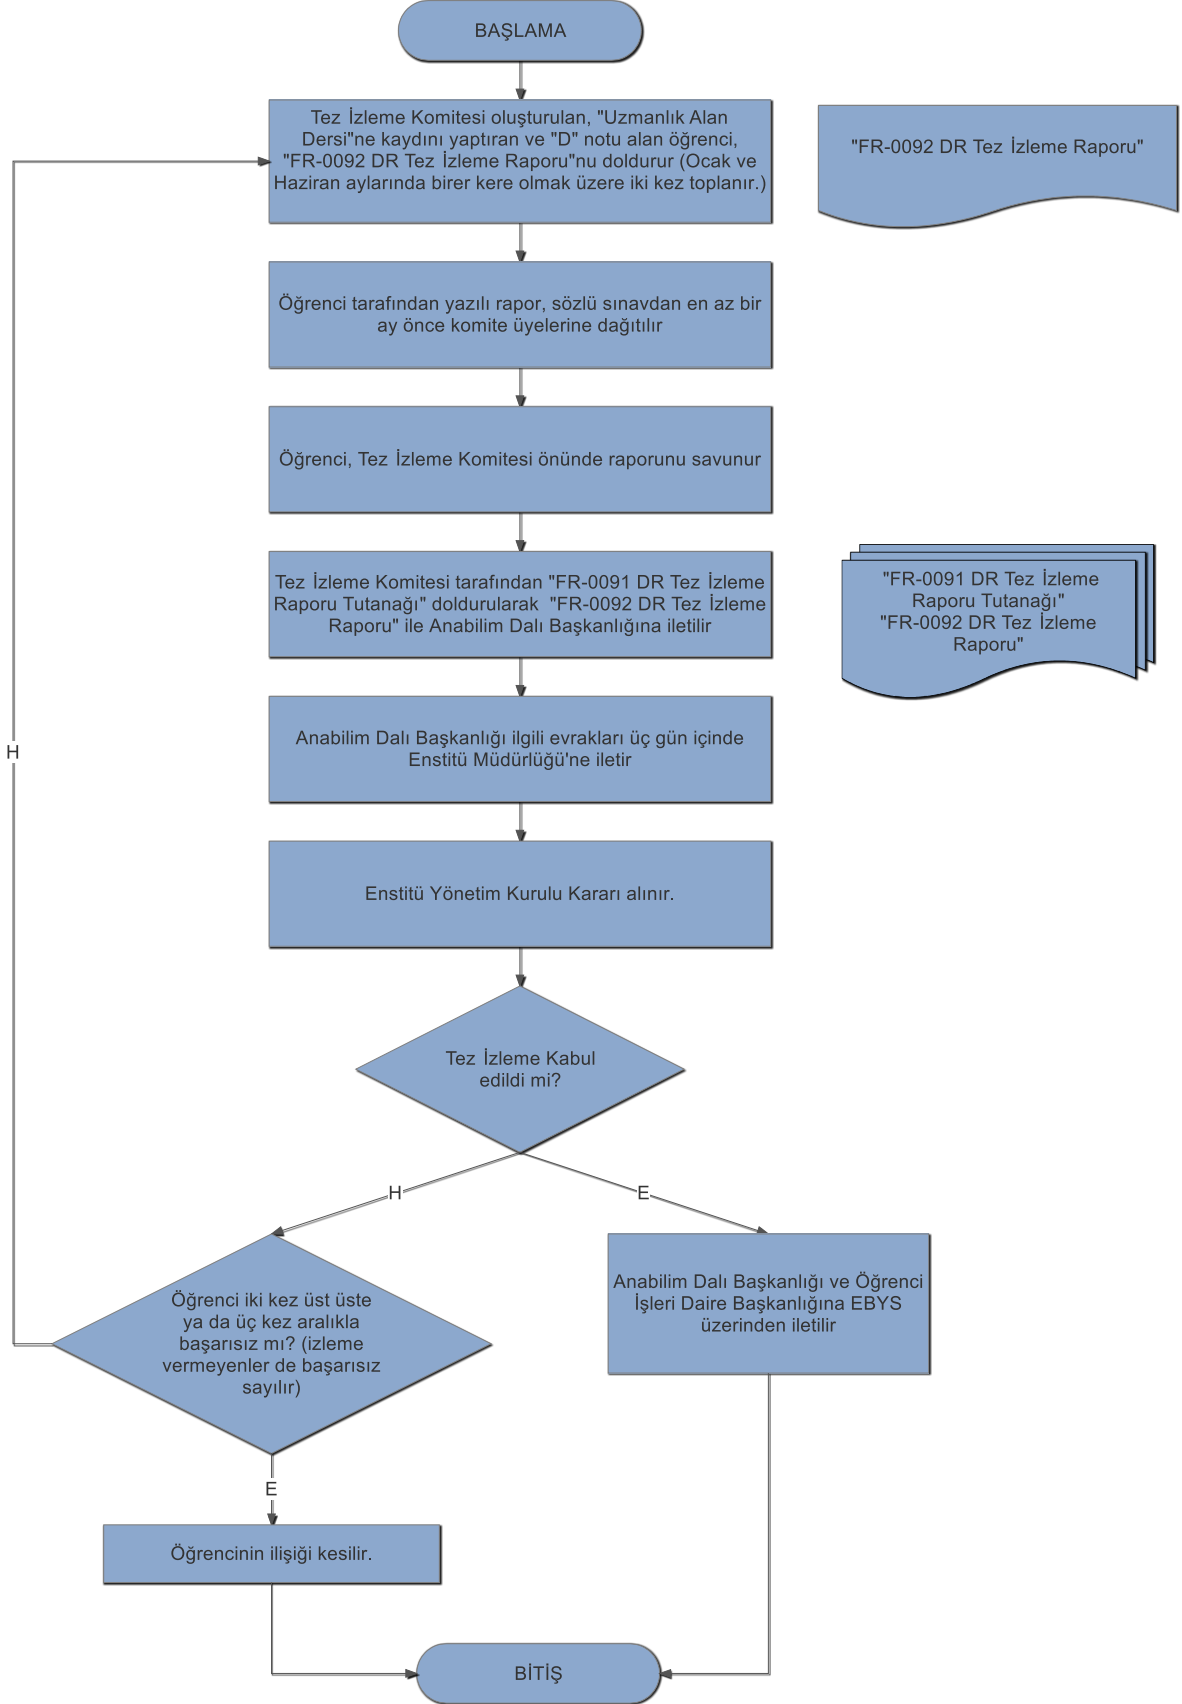 BAŞLAMA
Tez İzleme Komitesi oluşturulan, "Uzmanlık Alan
Dersi"ne kaydını yaptıran ve "D" notu alan öğrenci,
"FR-0092 DR Tez İzleme Raporu"nu doldurur (Ocak ve
Haziran aylarında birer kere olmak üzere iki kez toplanır.)
"FR-0092 DR Tez İzleme Raporu"
Öğrenci tarafından yazılı rapor, sözlü sınavdan en az bir
ay önce komite üyelerine dağıtılır
Öğrenci, Tez İzleme Komitesi önünde raporunu savunur
Tez İzleme Komitesi tarafından "FR-0091 DR Tez İzleme
Raporu Tutanağı" doldurularak "FR-0092 DR Tez İzleme
Raporu" ile Anabilim Dalı Başkanlığına iletilir
"FR-0091 DR Tez İzleme
Raporu Tutanağı"
"FR-0092 DR Tez İzleme
Raporu"
Anabilim Dalı Başkanlığı ilgili evrakları üç gün içinde
Enstitü Müdürlüğü'ne iletir
H
Enstitü Yönetim Kurulu Kararı alınır.
Tez İzleme Kabul
edildi mi?
H
E
Öğrenci iki kez üst üste
ya da üç kez aralıkla
başarısız mı? (izleme
vermeyenler de başarısız
sayılır)
Anabilim Dalı Başkanlığı ve Öğrenci
İşleri Daire Başkanlığına EBYS
üzerinden iletilir
E
Öğrencinin ilişiği kesilir.
BİTİŞ